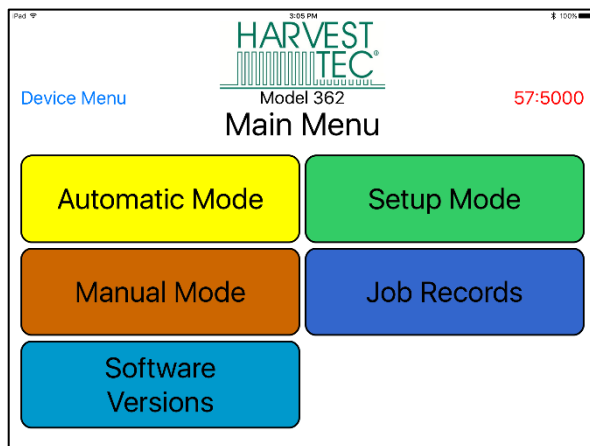 iPad
3:05 PM
100%
HARVEST
TEC®
Device Menu
Model 362
57:5000
Main Menu
Automatic Mode
Setup Mode
Manual Mode
Job Records
Software
Versions